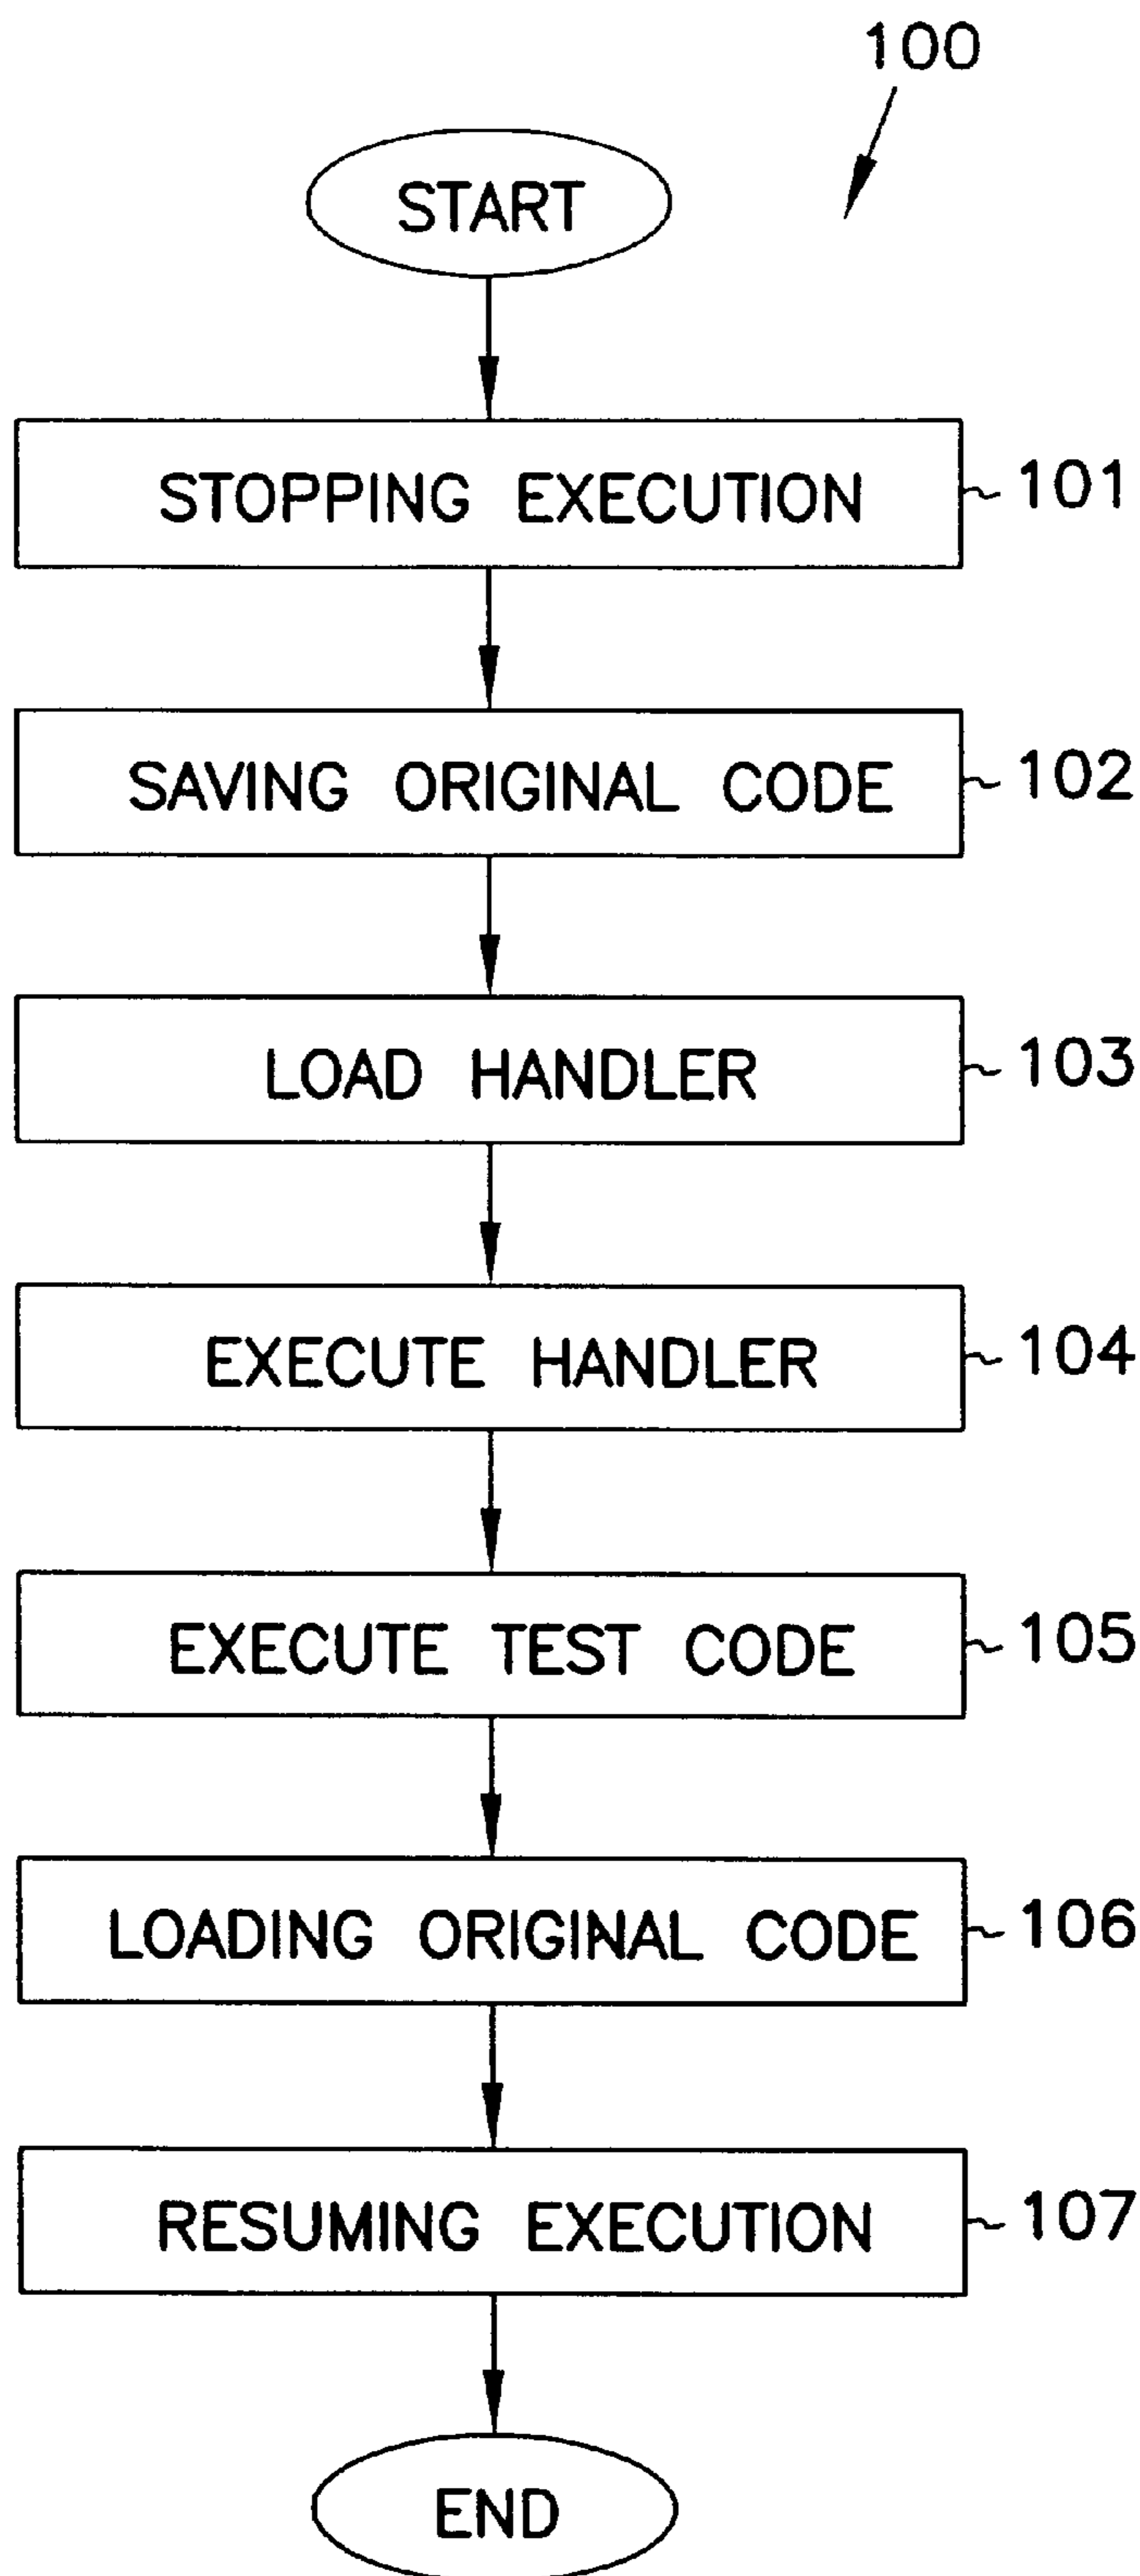 100
START
STOPPING EXECUTION 101
SAVING ORIGINAL CODE 102
LOAD HANDLER 103
EXECUTE HANDLER 104
EXECUTE TEST CODE 105
LOADING ORIGINAL CODE 106
RESUMING EXECUTION 107
END